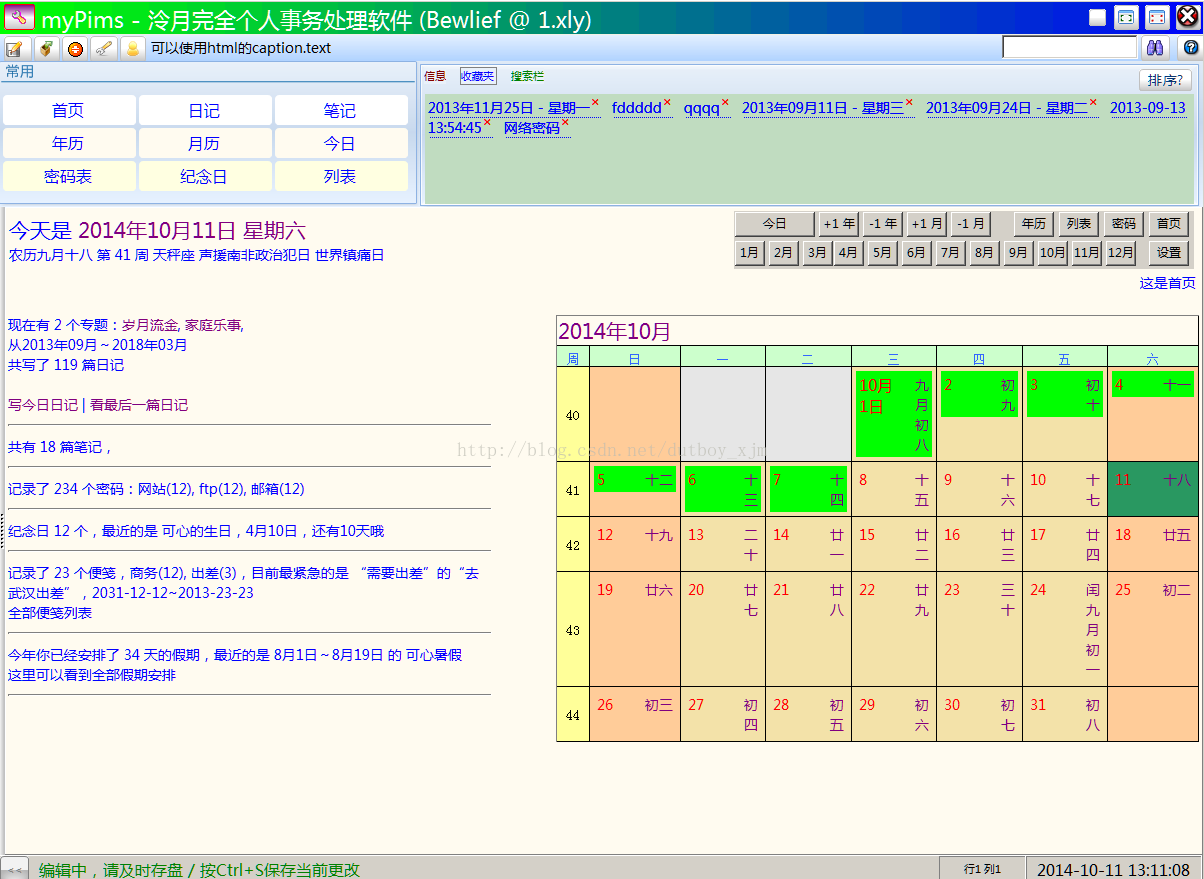 myPims - 泠月完全个人事务处理软件 (Bewlief @ 1.xly)
可以使用html的caption.text
常用
首页 日记 笔记
年历 月历 今日
密码表 纪念日 列表
信息 收藏夹 搜索栏
排序?
2013年11月25日 - 星期一× fddddd× qqqq× 2013年09月11日 - 星期三× 2013年09月24日 - 星期二× 2013-09-13
13:54:45× 网络密码×
今天是 2014年10月11日 星期六
农历九月十八 第 41 周 天秤座 声援南非政治犯日 世界镇痛日
今日 +1 年 -1 年 +1 月 -1 月 年历 列表 密码 首页
1月 2月 3月 4月 5月 6月 7月 8月 9月 10月 11月 12月 设置
这是首页
现在有 2 个专题：岁月流金, 家庭乐事,
从2013年09月～2018年03月
共写了 119 篇日记
写今日日记 | 看最后一篇日记
共有 18 篇笔记，
记录了 234 个密码：网站(12), ftp(12), 邮箱(12)
纪念日 12 个，最近的是 可心的生日，4月10日，还有10天哦
记录了 23 个便笺，商务(12), 出差(3)，目前最紧急的是 “需要出差”的“去
武汉出差”，2031-12-12~2013-23-23
全部便笺列表
今年你已经安排了 34 天的假期，最近的是 8月1日～8月19日 的 可心暑假
这里可以看到全部假期安排
2014年10月
周 日 一 二 三 四 五 六
40 10月1日 九月初八 2 初九 3 初十 4 十一
http://blog.csdn.net/dutboy_xjm
41 5 十二 6 十三 7 十四 8 十五 9 十六 10 十七 11 十八
42 12 十九 13 二十 14 廿一 15 廿二 16 廿三 17 廿四 18 廿五
43 19 廿六 20 廿七 21 廿八 22 廿九 23 三十 24 闰九月初一 25 初二
44 26 初三 27 初四 28 初五 29 初六 30 初七 31 初八
<< 编辑中，请及时存盘 / 按Ctrl+S保存当前更改
行1 列1
2014-10-11 13:11:08